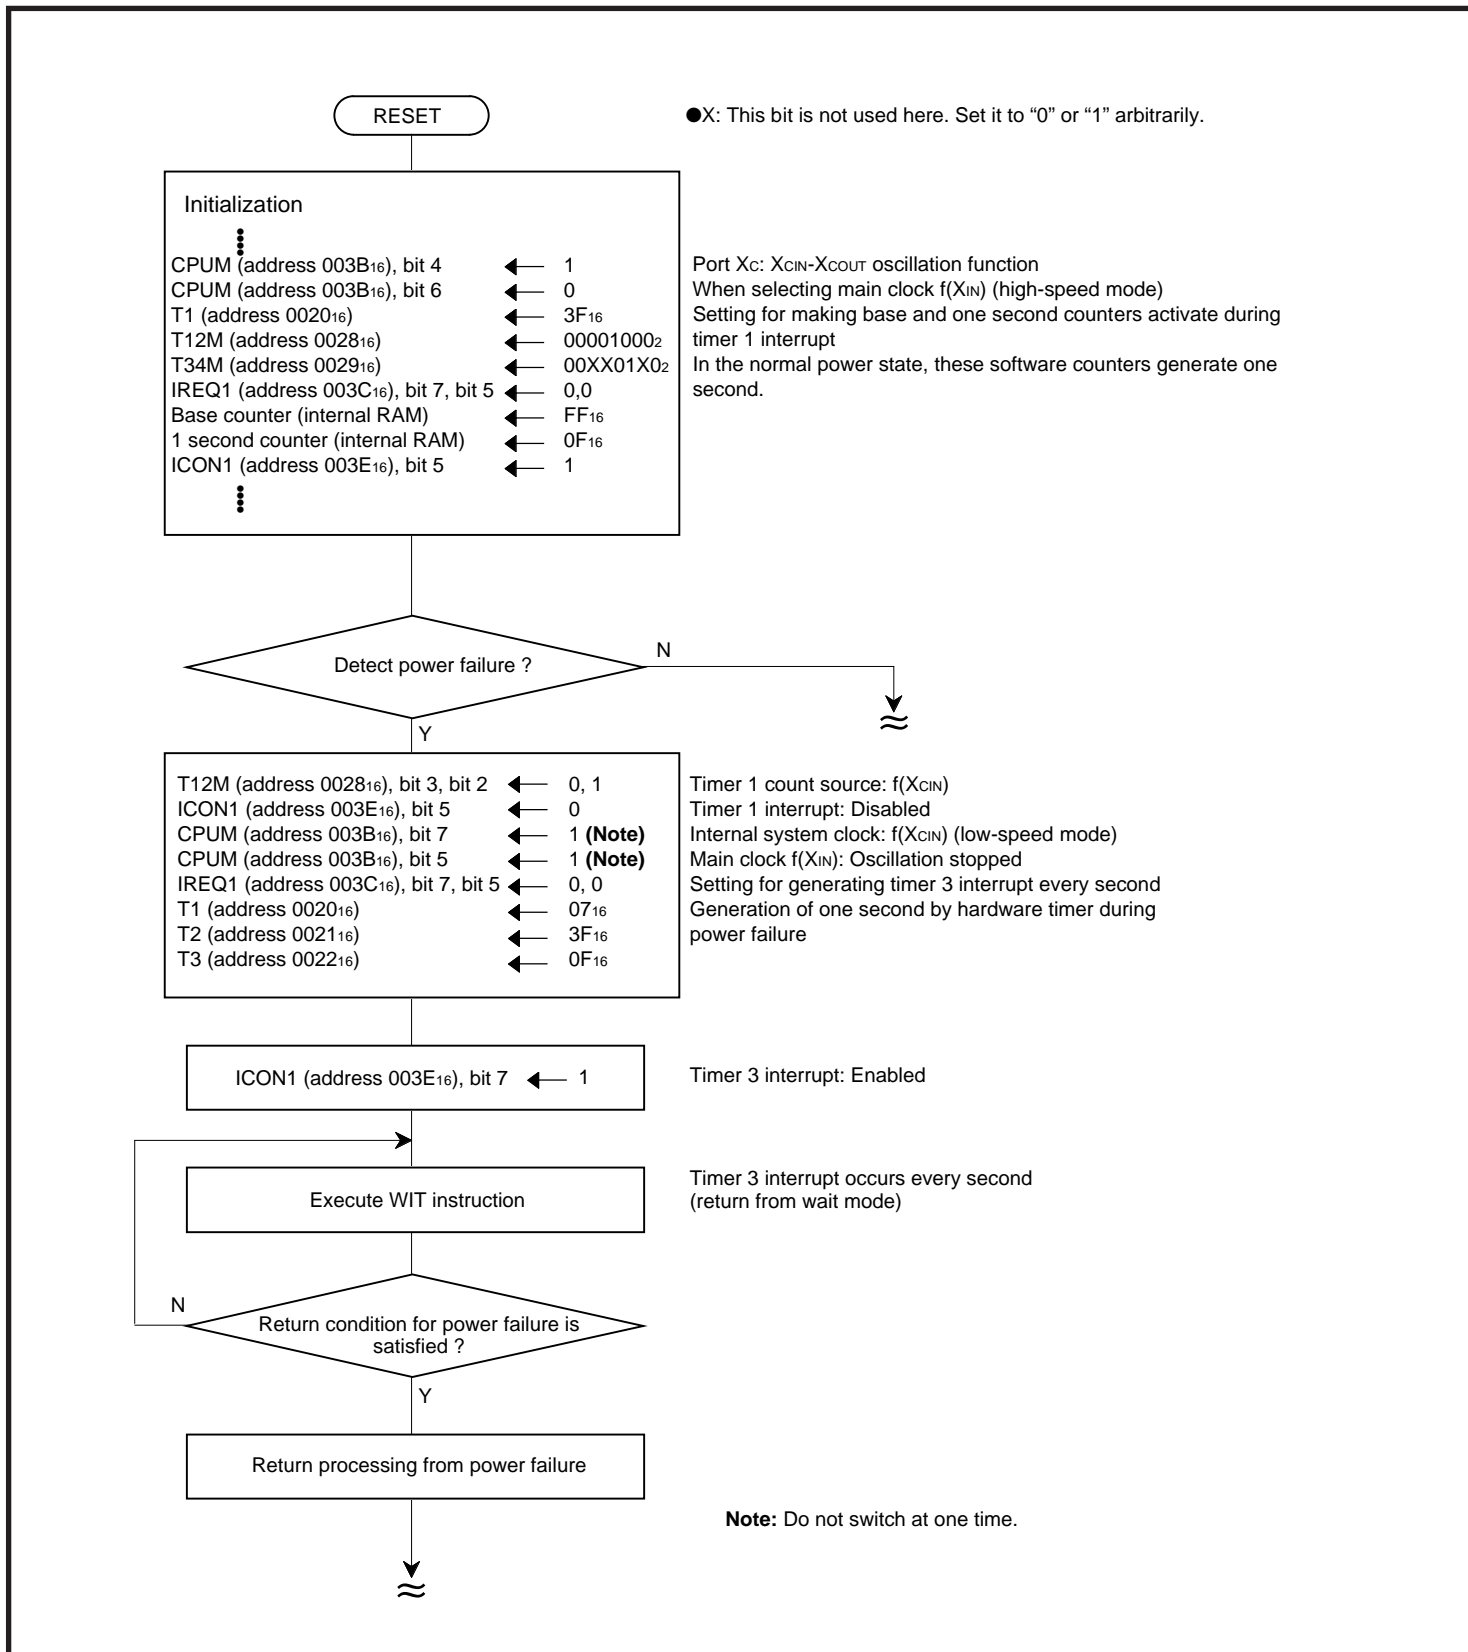 RESET
●X: This bit is not used here. Set it to “0” or “1” arbitrarily.
Initialization
CPUM (address 003B16), bit 4 ← 1 Port XC: XCIN-XCOUT oscillation function
CPUM (address 003B16), bit 6 ← 0 When selecting main clock f(XIN) (high-speed mode)
T1 (address 002016) ← 3F16 Setting for making base and one second counters activate during
T12M (address 002816) ← 000010002 timer 1 interrupt
T34M (address 002916) ← 00XX01X02 In the normal power state, these software counters generate one
IREQ1 (address 003C16), bit 7, bit 5 ← 0,0 second.
Base counter (internal RAM) ← FF16
1 second counter (internal RAM) ← 0F16
ICON1 (address 003E16), bit 5 ← 1
Detect power failure ?
N
≈
Y
T12M (address 002816), bit 3, bit 2 ← 0, 1 Timer 1 count source: f(XCIN)
ICON1 (address 003E16), bit 5 ← 0 Timer 1 interrupt: Disabled
CPUM (address 003B16), bit 7 ← 1 (Note) Internal system clock: f(XCIN) (low-speed mode)
CPUM (address 003B16), bit 5 ← 1 (Note) Main clock f(XIN): Oscillation stopped
IREQ1 (address 003C16), bit 7, bit 5 ← 0, 0 Setting for generating timer 3 interrupt every second
T1 (address 002016) ← 0716 Generation of one second by hardware timer during
T2 (address 002116) ← 3F16 power failure
T3 (address 002216) ← 0F16
ICON1 (address 003E16), bit 7 ← 1 Timer 3 interrupt: Enabled
Execute WIT instruction
Timer 3 interrupt occurs every second
(return from wait mode)
N
Return condition for power failure is
satisfied ?
Y
Return processing from power failure
Note: Do not switch at one time.
≈